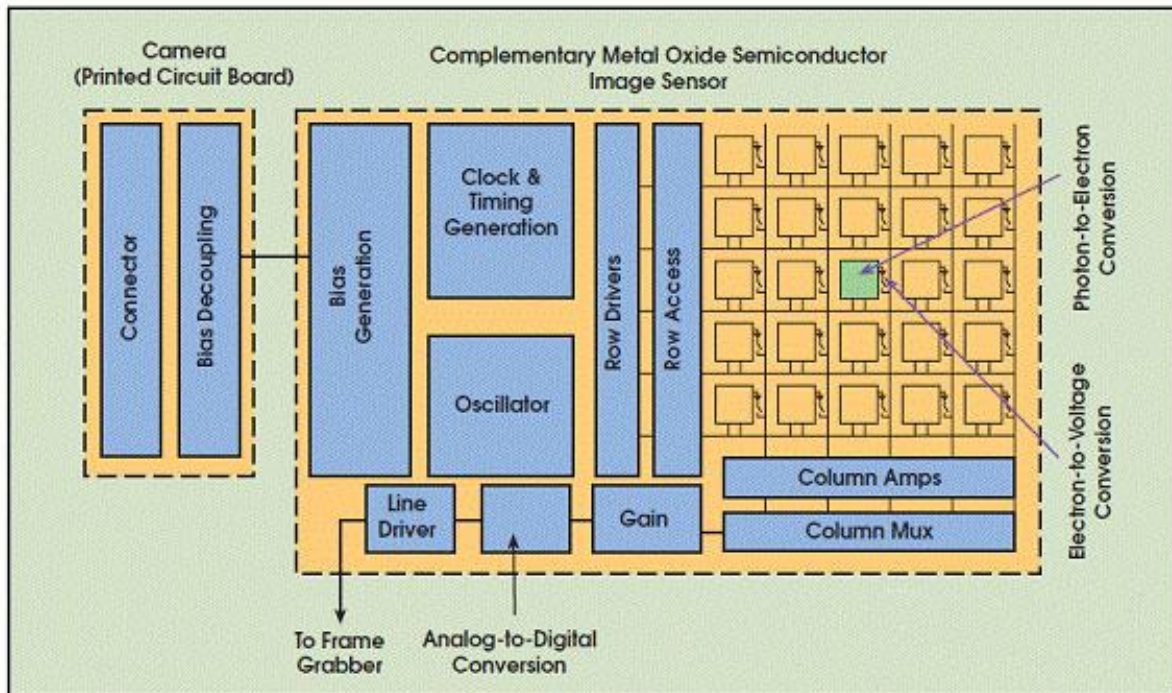 Camera
(Printed Circuit Board)
Complementary Metal Oxide Semiconductor
Image Sensor
Connector
Bias Decoupling
Bias
Generation
Clock &
Timing
Generation
Oscillator
Row Drivers
Row Access
Photon-to-Electron
Conversion
Electron-to-Voltage
Conversion
Column Amps
Column Mux
Gain
Line
Driver
To Frame
Grabber
Analog-to-Digital
Conversion